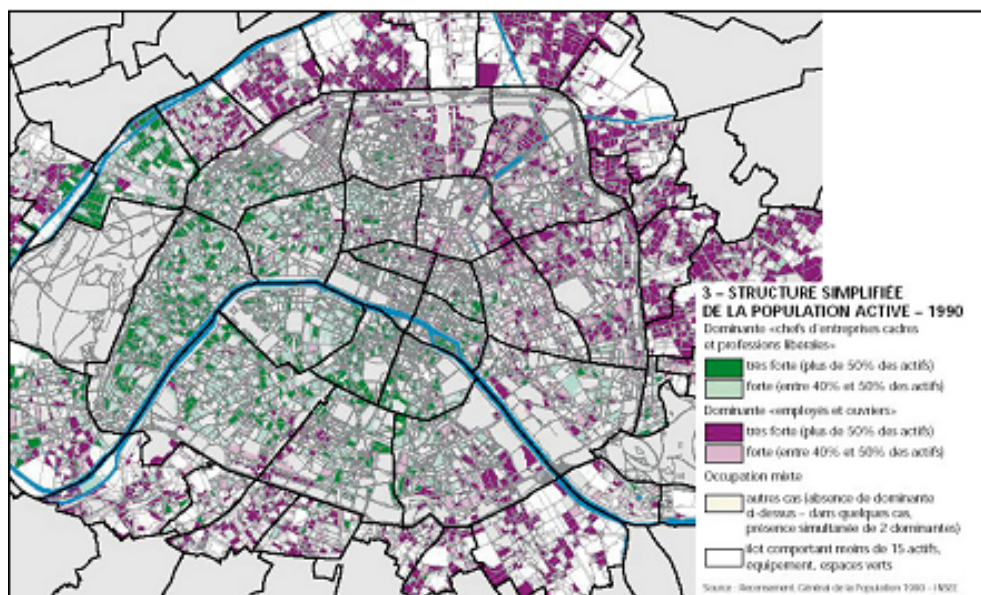 3 – STRUCTURE SIMPLIFIÉE
DE LA POPULATION ACTIVE – 1990
Dominante «chefs d'entreprises cadres
et professions liberales»
très forte (plus de 50% des actifs)
forte (entre 40% et 50% des actifs)
Dominante «employés et ouvriers»
très forte (plus de 50% des actifs)
forte (entre 40% et 50% des actifs)
Occupation mixte
autres cas (absence de dominante
ci-dessus – dans quelques cas,
présence simultanée de 2 dominantes)
ilot comportant moins de 15 actifs,
equipement, espaces verts
Source : Recensement Général de la Population 1990 - INSEE